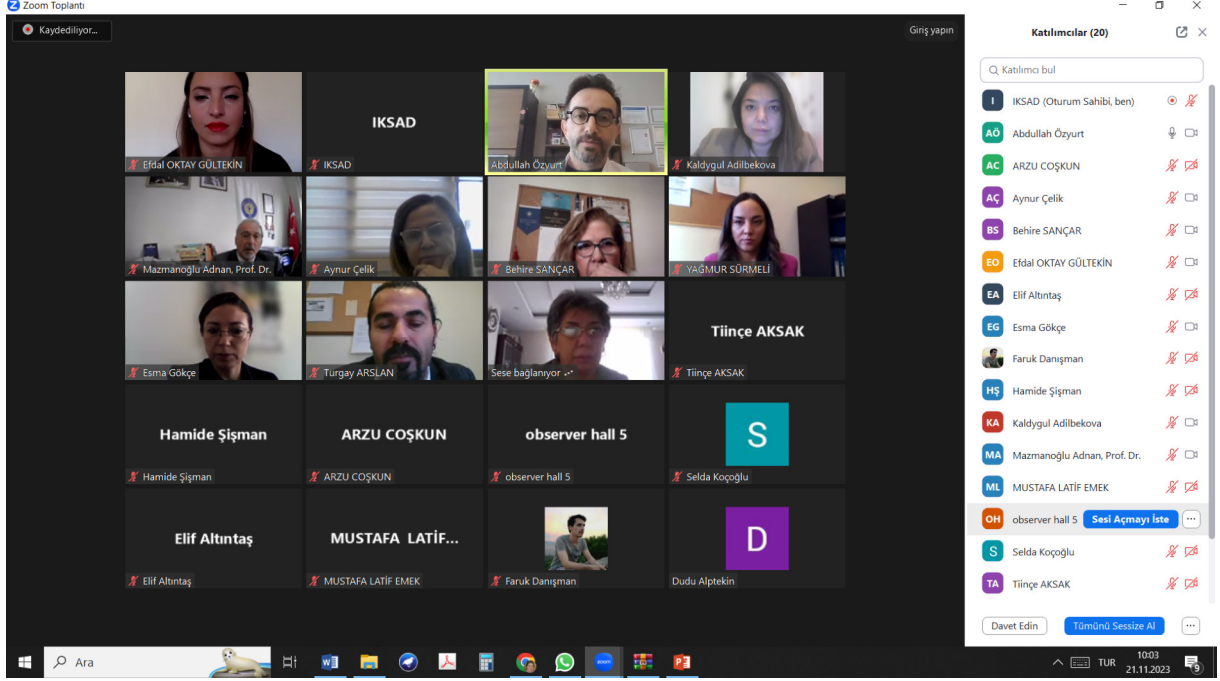 Zoom Toplantı
Kaydediliyor...
Giriş yapın
Efdal OKTAY GÜLTEKİN
IKSAD
IKSAD
Abdullah Özyurt
Kaldygul Adilbekova
Mazmanoğlu Adnan, Prof. Dr.
Aynur Çelik
Behire SANÇAR
YAĞMUR SÜRMELİ
Esma Gökçe
Turgay ARSLAN
Sese bağlanıyor
Tiinçe AKSAK
Tiinçe AKSAK
Hamide Şişman
Hamide Şişman
ARZU COŞKUN
ARZU COŞKUN
observer hall 5
observer hall 5
S
Selda Koçoğlu
Elif Altıntaş
Elif Altıntaş
MUSTAFA LATİF...
MUSTAFA LATİF EMEK
Faruk Danışman
D
Dudu Alptekin
Katılımcılar (20)
Katılımcı bul
I IKSAD (Oturum Sahibi, ben)
AÖ Abdullah Özyurt
AC ARZU COŞKUN
AÇ Aynur Çelik
BS Behire SANÇAR
EO Efdal OKTAY GÜLTEKİN
EA Elif Altıntaş
EG Esma Gökçe
Faruk Danışman
HŞ Hamide Şişman
KA Kaldygul Adilbekova
MA Mazmanoğlu Adnan, Prof. Dr.
ML MUSTAFA LATİF EMEK
OH observer hall 5 Sesi Açmayı İste
S Selda Koçoğlu
TA Tiinçe AKSAK
Davet Edin Tümünü Sessize Al
Ara
zoom
TUR
10:03
21.11.2023
9